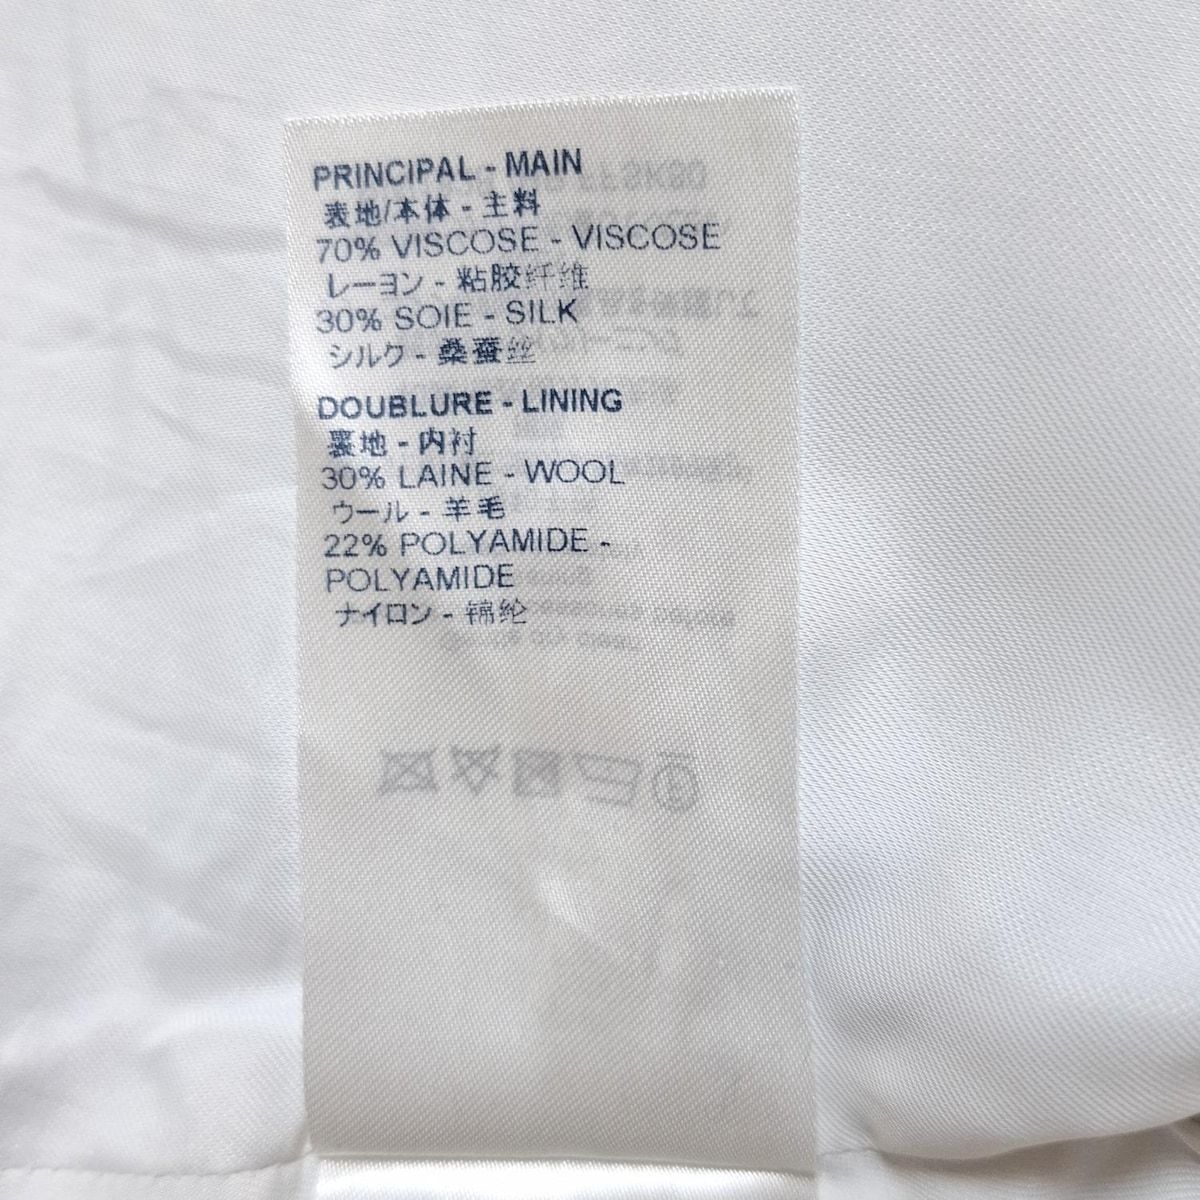 PRINCIPAL - MAIN
表地/本体 - 主料
70% VISCOSE - VISCOSE
レーヨン - 粘胶纤维
30% SOIE - SILK
シルク - 桑蚕丝
DOUBLURE - LINING
裏地 - 内衬
30% LAINE - WOOL
ウール - 羊毛
22% POLYAMIDE -
POLYAMIDE
ナイロン - 锦纶